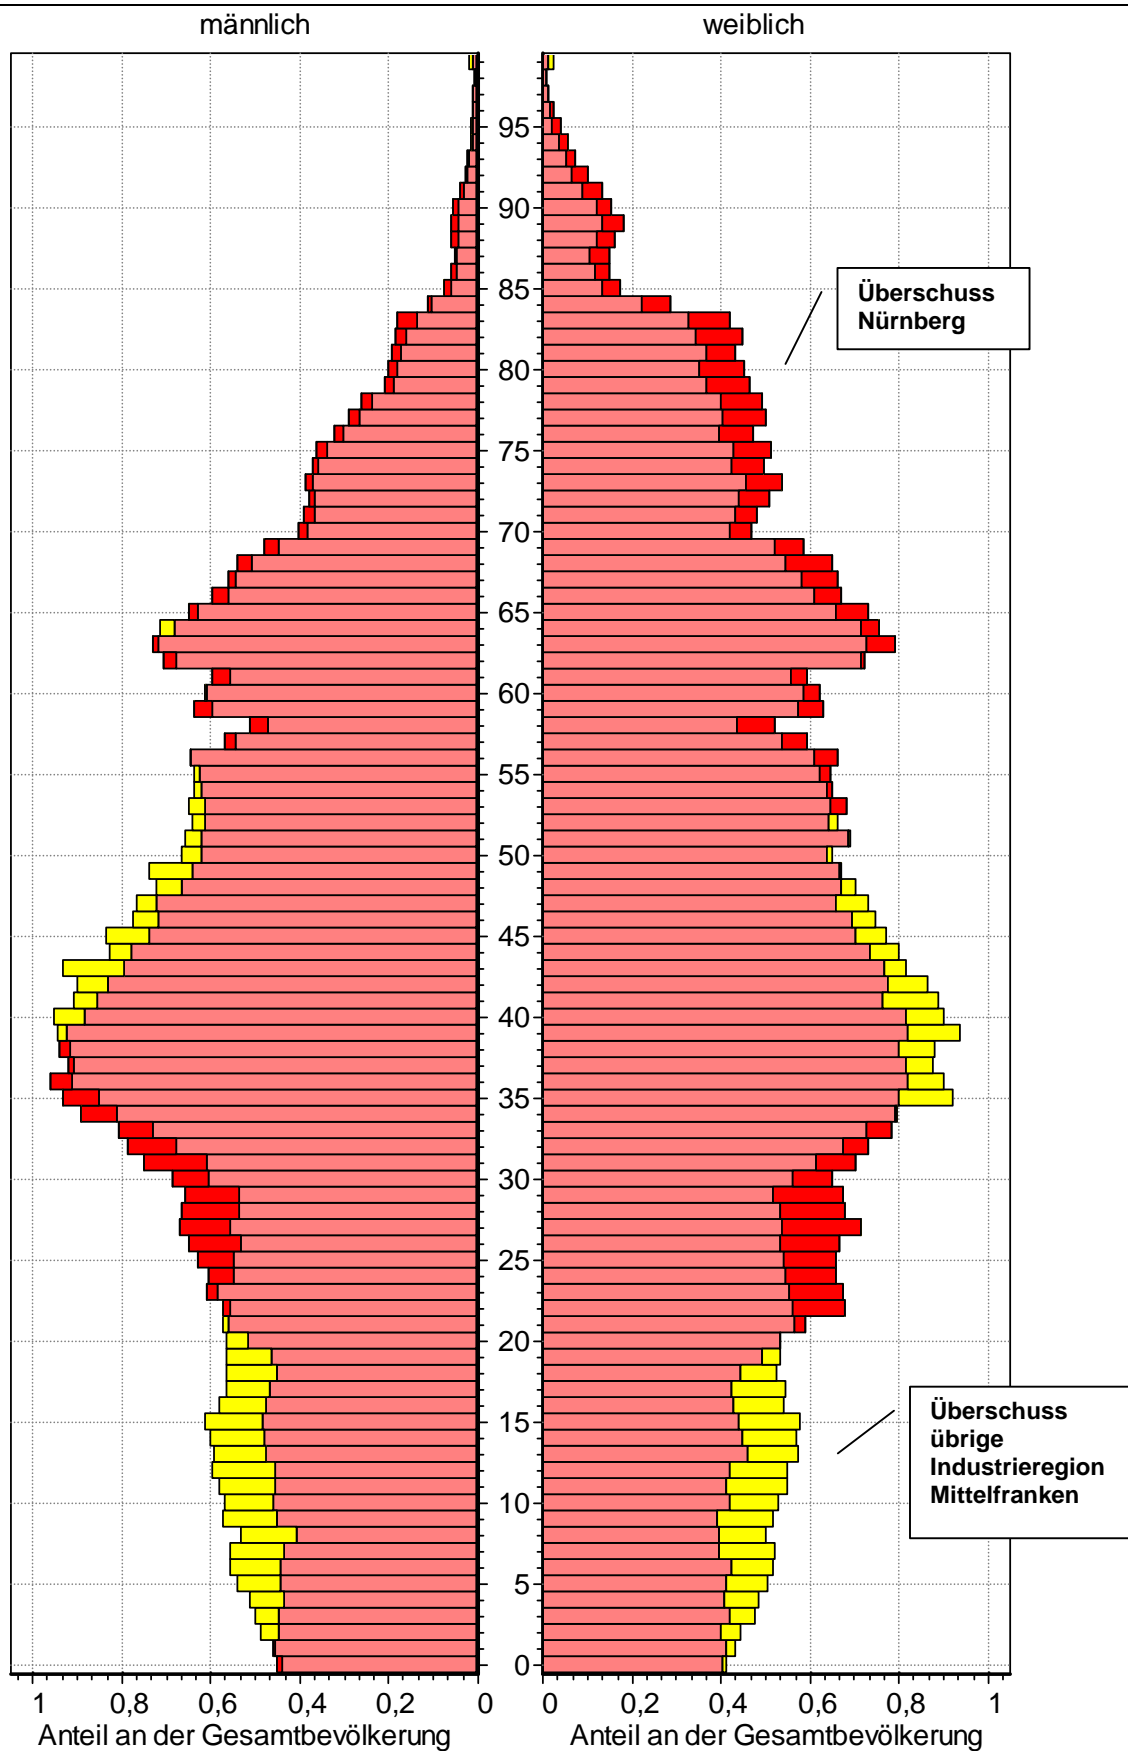 männlich
weiblich
95
90
85
80
75
70
65
60
55
50
45
40
35
30
25
20
15
10
5
0
Überschuss
Nürnberg
Überschuss
übrige
Industrieregion
Mittelfranken
1 0,8 0,6 0,4 0,2 0
0 0,2 0,4 0,6 0,8 1
Anteil an der Gesamtbevölkerung
Anteil an der Gesamtbevölkerung